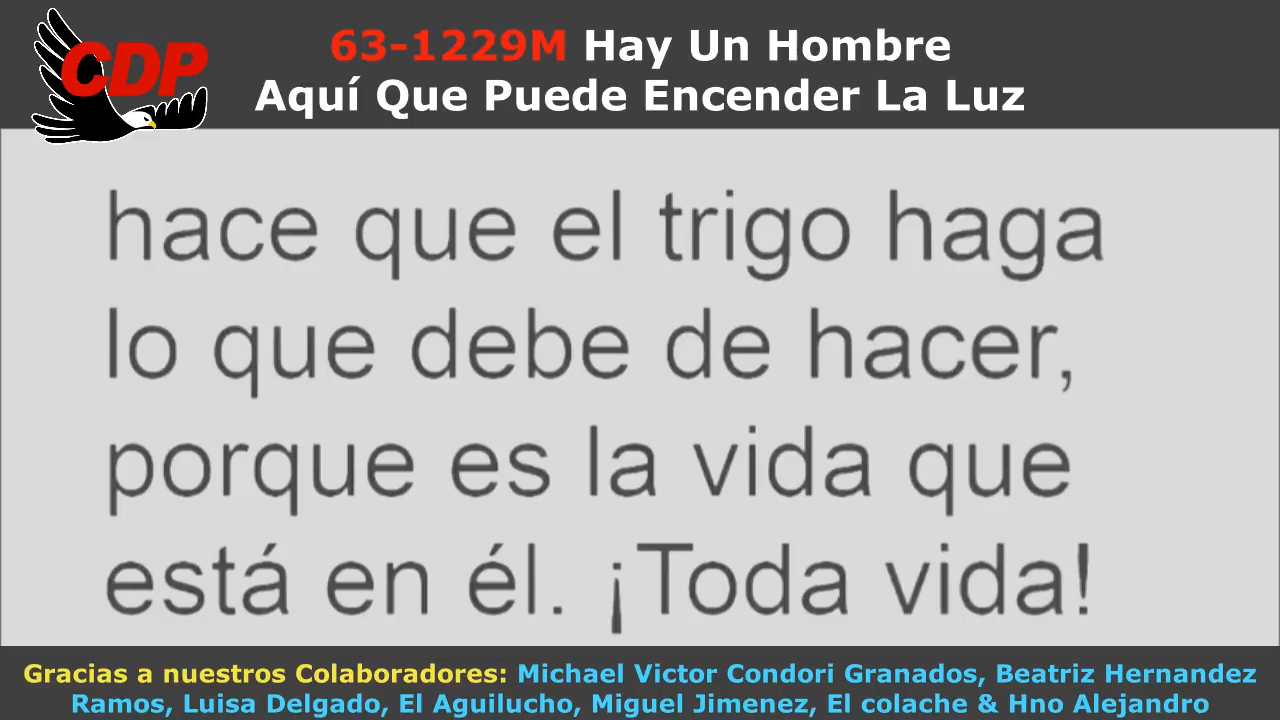 CDP
63-1229M Hay Un Hombre
Aquí Que Puede Encender La Luz
hace que el trigo haga
lo que debe de hacer,
porque es la vida que
está en él. ¡Toda vida!
Gracias a nuestros Colaboradores: Michael Victor Condori Granados, Beatriz Hernandez
Ramos, Luisa Delgado, El Aguilucho, Miguel Jimenez, El colache & Hno Alejandro